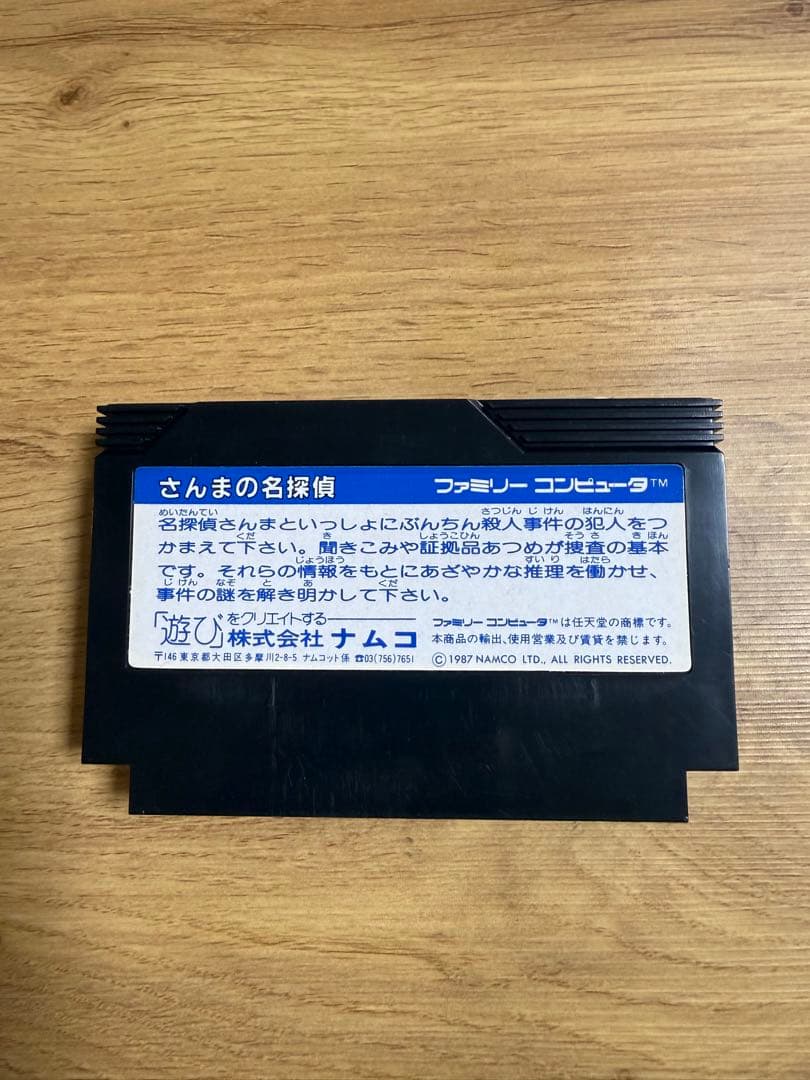 さんまの名探偵
ファミリー コンピュータ™
名探偵さんまといっしょにぶんちん殺人事件の犯人をつ
かまえて下さい。聞きこみや証拠品あつめが捜査の基本
です。それらの情報をもとにあざやかな推理を働かせ、
事件の謎を解き明かして下さい。
「遊び」をクリエイトする
株式会社 ナムコ
〒146 東京都大田区多摩川2-8-5 ナムコット係 ☎03(756)7651
ファミリー コンピュータ™は任天堂の商標です。
本商品の輸出、使用営業及び賃貸を禁じます。
Ⓒ1987 NAMCO LTD., ALL RIGHTS RESERVED.